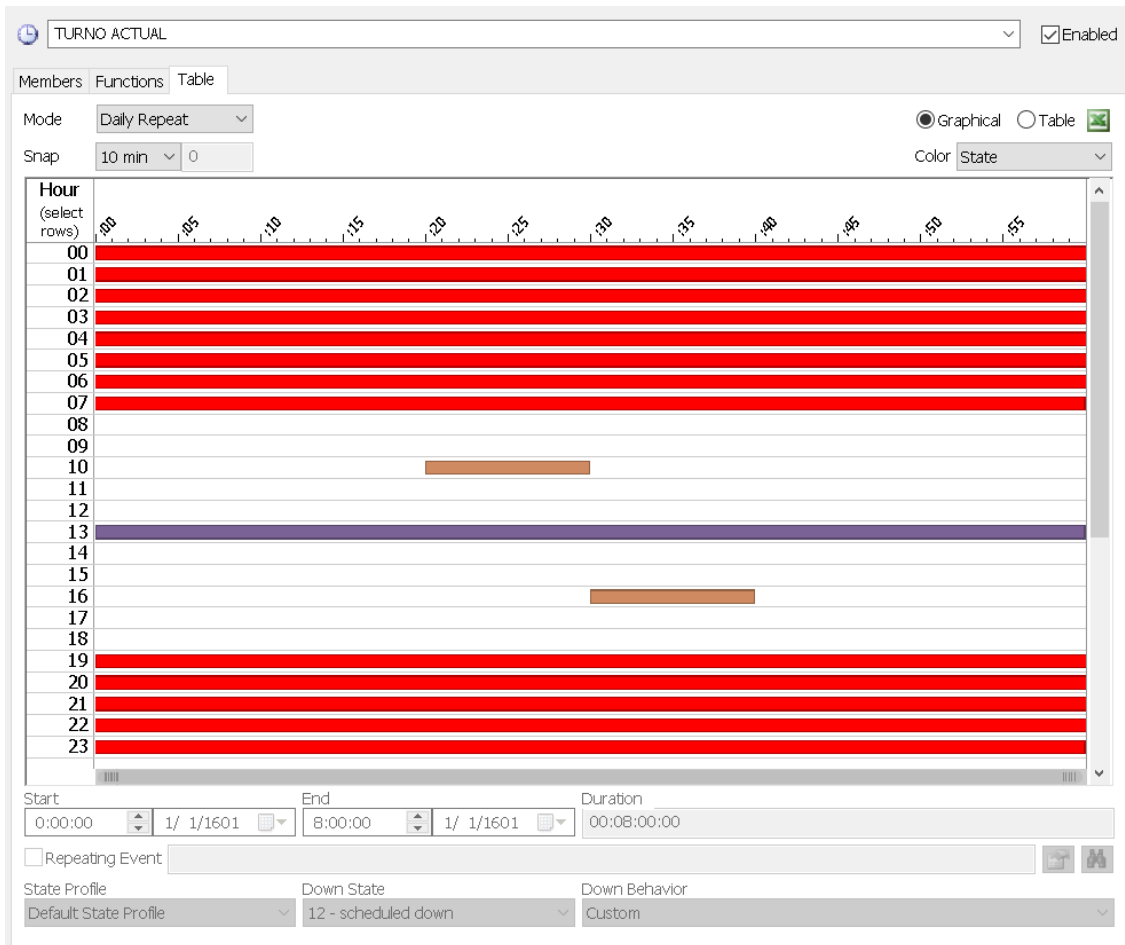 TURNO ACTUAL Enabled
Members Functions Table
Mode Daily Repeat Graphical Table
Snap 10 min 0 Color State
Hour
(select
rows) :00 :05 :10 :15 :20 :25 :30 :35 :40 :45 :50 :55
00
01
02
03
04
05
06
07
08
09
10
11
12
13
14
15
16
17
18
19
20
21
22
23
Start End Duration
0:00:00 1/ 1/1601 8:00:00 1/ 1/1601 00:08:00:00
Repeating Event
State Profile Down State Down Behavior
Default State Profile 12 - scheduled down Custom